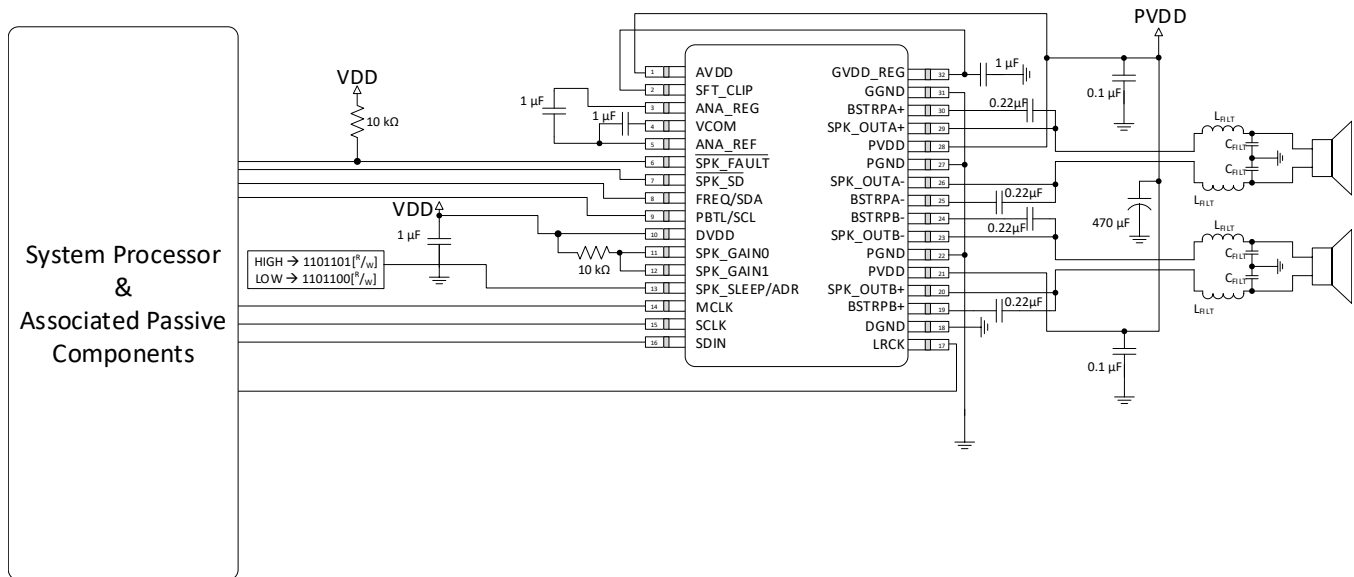 System Processor
&
Associated Passive
Components
VDD
10 kΩ
VDD
1 µF
HIGH → 1101101[R/W]
LOW → 1101100[R/W]
1 µF
1 µF
10 kΩ
1 AVDD
2 SFT_CLIP
3 ANA_REG
4 VCOM
5 ANA_REF
6 SPK_FAULT
7 SPK_SD
8 FREQ/SDA
9 PBTL/SCL
10 DVDD
11 SPK_GAIN0
12 SPK_GAIN1
13 SPK_SLEEP/ADR
14 MCLK
15 SCLK
16 SDIN
GVDD_REG 32
GGND 31
BSTRPA+ 30
SPK_OUTA+ 29
PVDD 28
PGND 27
SPK_OUTA- 26
BSTRPA- 25
BSTRPB- 24
SPK_OUTB- 23
PGND 22
PVDD 21
SPK_OUTB+ 20
BSTRPB+ 19
DGND 18
LRCK 17
1 µF
0.22µF
0.22µF
0.22µF
0.22µF
PVDD
0.1 µF
470 µF
0.1 µF
LFILT
CFILT
CFILT
LFILT
LFILT
CFILT
CFILT
LFILT